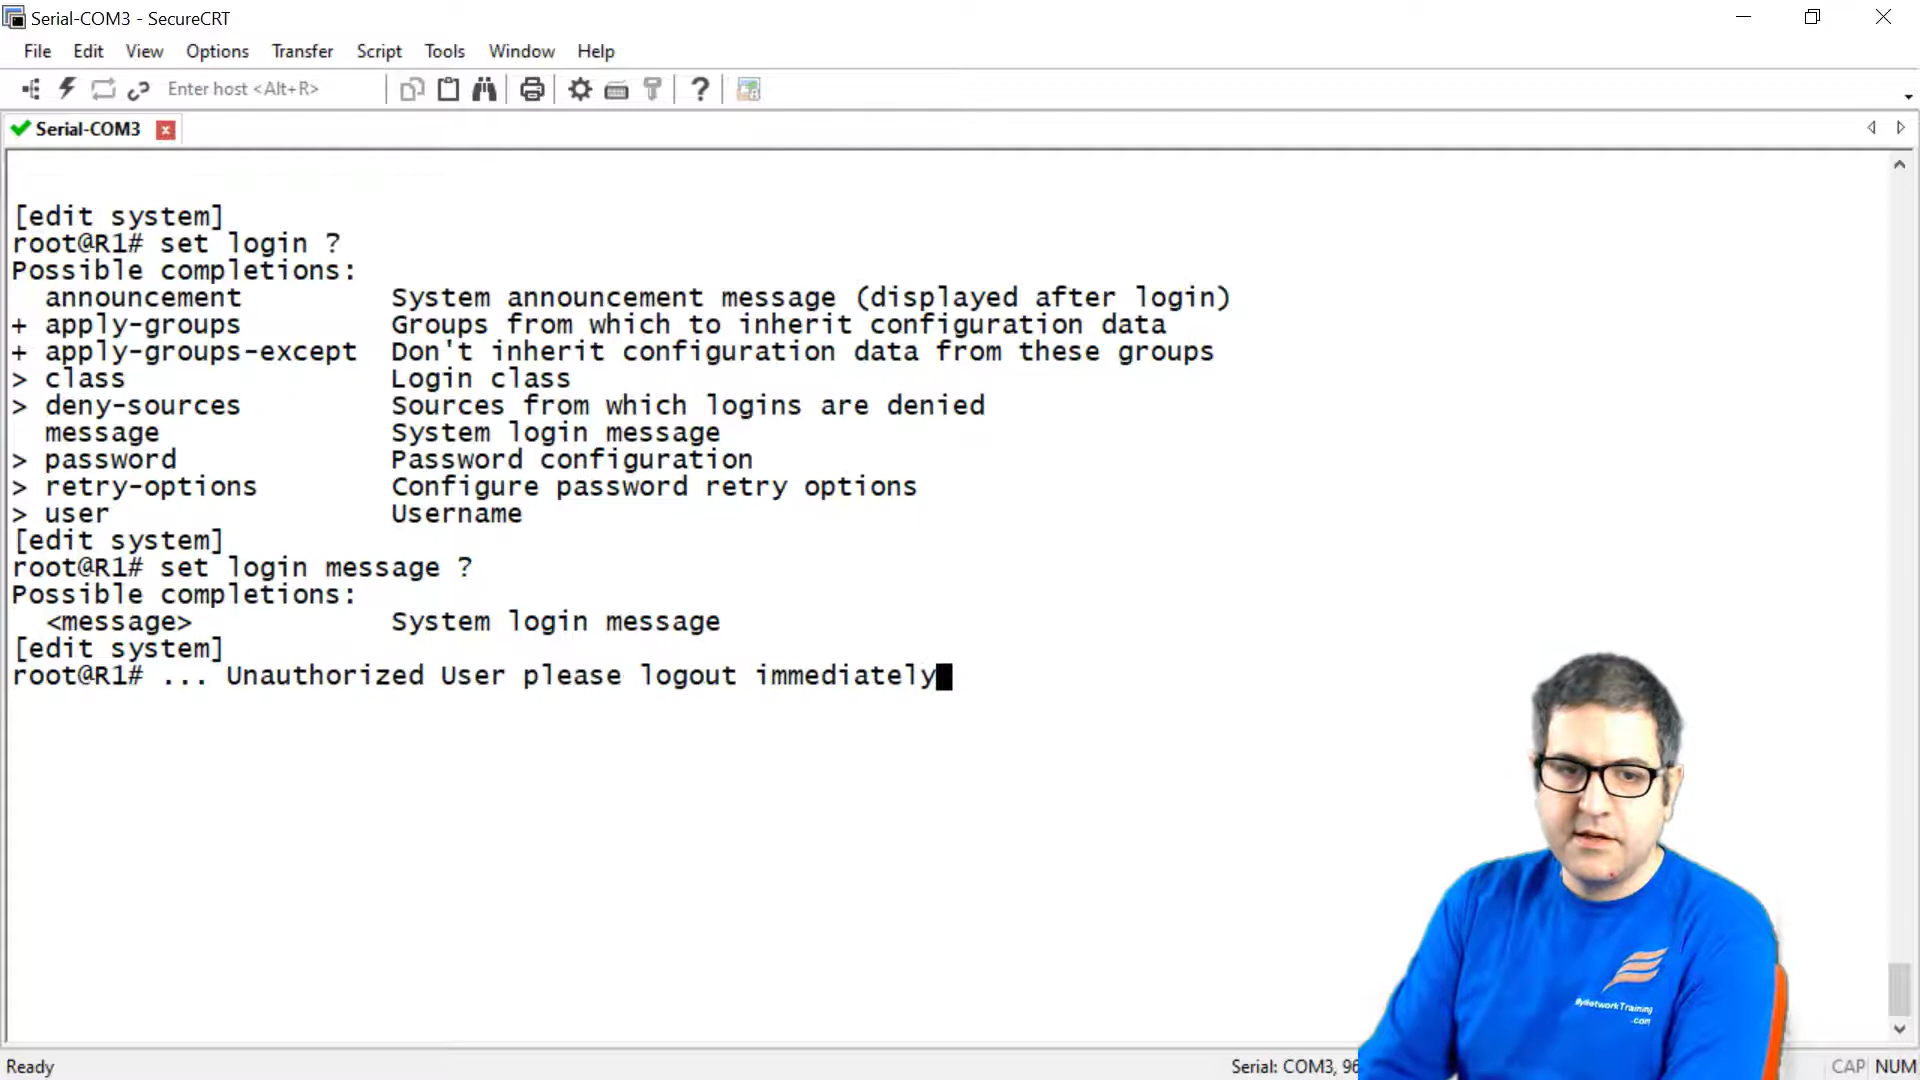 Serial-COM3 - SecureCRT
File Edit View Options Transfer Script Tools Window Help
Enter host <Alt+R>
Serial-COM3
[edit system]
root@R1# set login ?
Possible completions:
  announcement         System announcement message (displayed after login)
+ apply-groups         Groups from which to inherit configuration data
+ apply-groups-except  Don't inherit configuration data from these groups
> class                Login class
> deny-sources         Sources from which logins are denied
  message              System login message
> password             Password configuration
> retry-options        Configure password retry options
> user                 Username
[edit system]
root@R1# set login message ?
Possible completions:
  <message>            System login message
[edit system]
root@R1# ... Unauthorized User please logout immediately
MyNetworkTraining
.com
Ready Serial: COM3, 96 CAP NUM